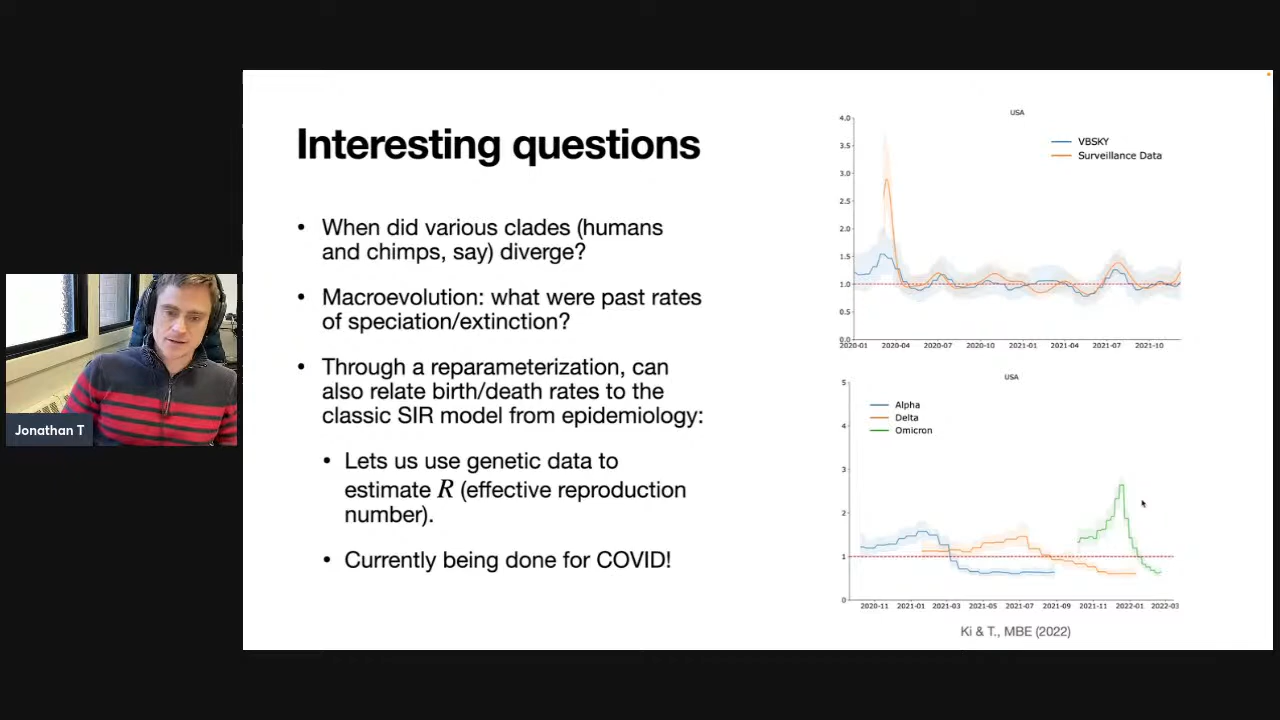 Interesting questions
• When did various clades (humans
and chimps, say) diverge?
• Macroevolution: what were past rates
of speciation/extinction?
• Through a reparameterization, can
also relate birth/death rates to the
classic SIR model from epidemiology:
• Lets us use genetic data to
estimate R (effective reproduction
number).
• Currently being done for COVID!
Jonathan T
USA
VBSKY
Surveillance Data
4.0
3.5
3.0
2.5
2.0
1.5
1.0
0.5
0.0
2020-01 2020-04 2020-07 2020-10 2021-01 2021-04 2021-07 2021-10
USA
Alpha
Delta
Omicron
5
4
3
2
1
0
2020-11 2021-01 2021-03 2021-05 2021-07 2021-09 2021-11 2022-01 2022-03
Ki & T., MBE (2022)